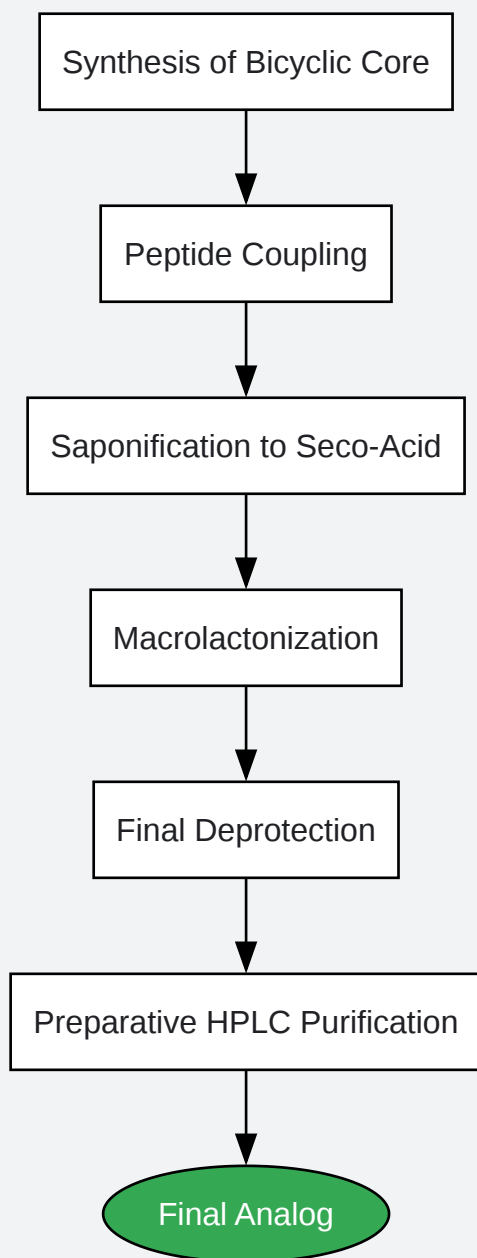 Synthesis of Bicyclic Core
Peptide Coupling
Saponification to Seco-Acid
Macrolactonization
Final Deprotection
Preparative HPLC Purification
Final Analog